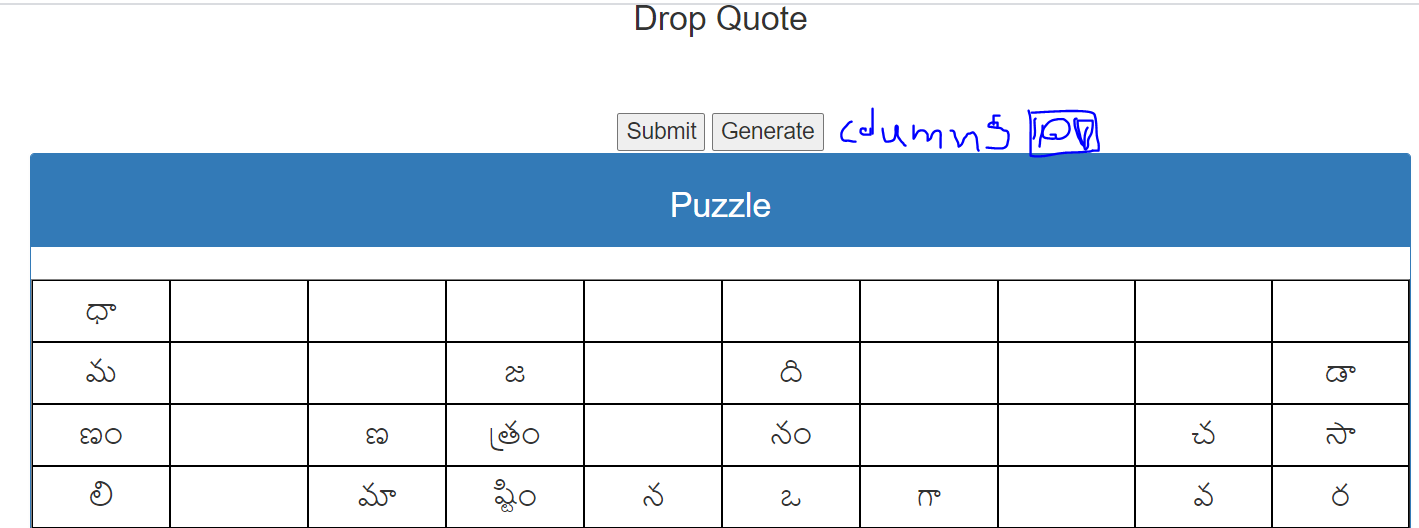 Drop Quote
Submit Generate columns 10
Puzzle
ధా
మ జ ది డా
ణం ణ త్రం నం చ సా
లి మా ష్టిం న ఒ గా వ ర